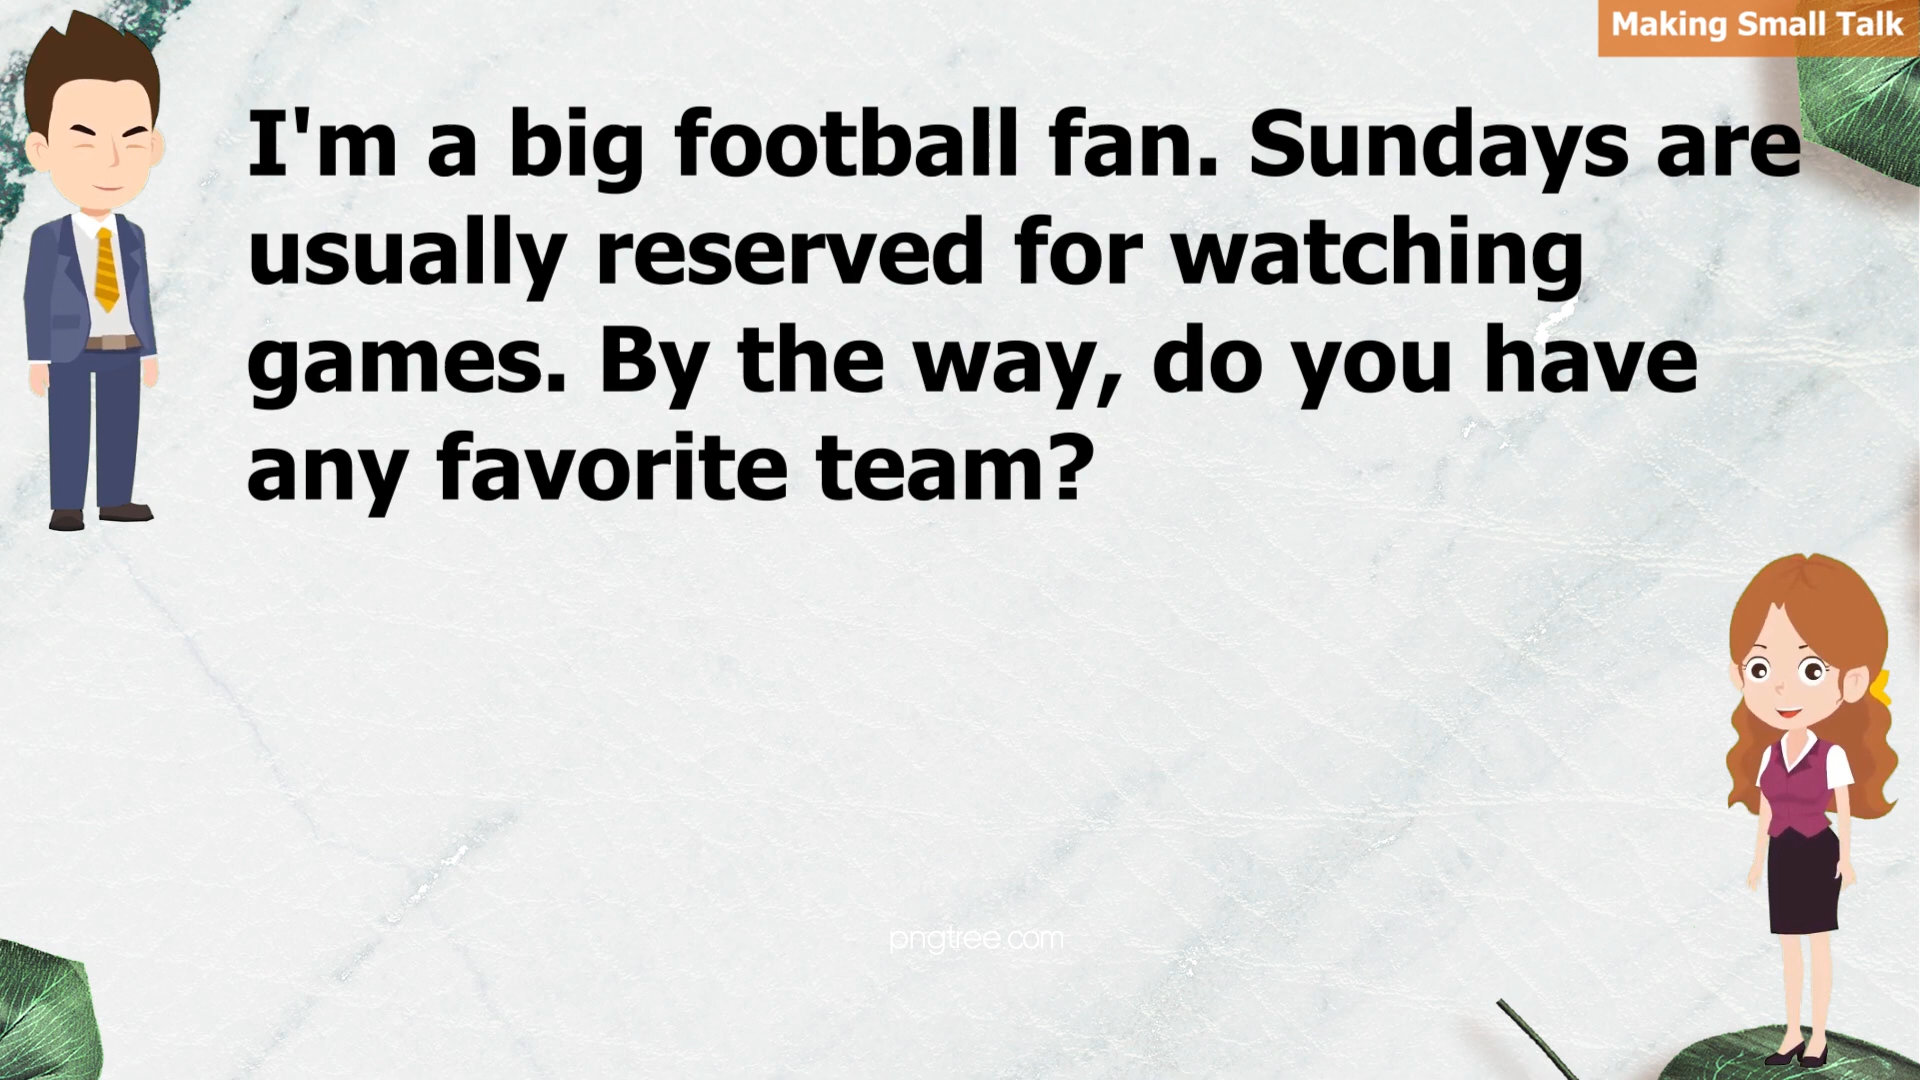 Making Small Talk
I'm a big football fan. Sundays are
usually reserved for watching
games. By the way, do you have
any favorite team?
pngtree.com